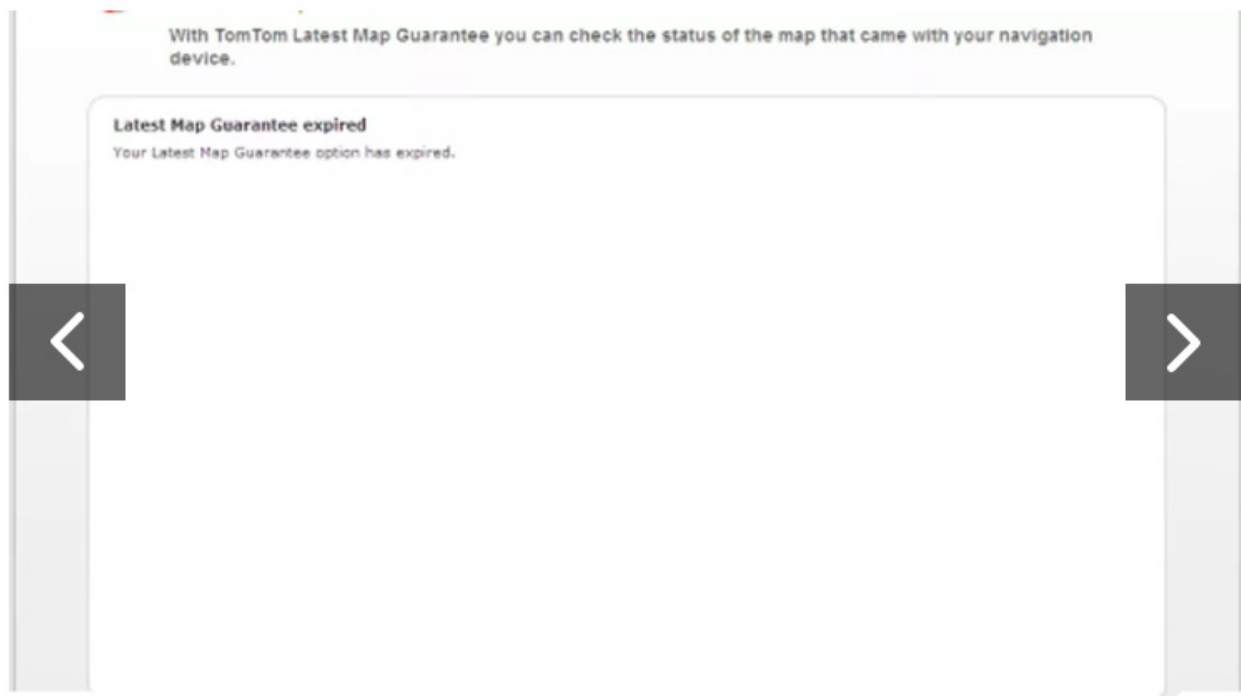 With TomTom Latest Map Guarantee you can check the status of the map that came with your navigation
device.
Latest Map Guarantee expired
Your Latest Map Guarantee option has expired.